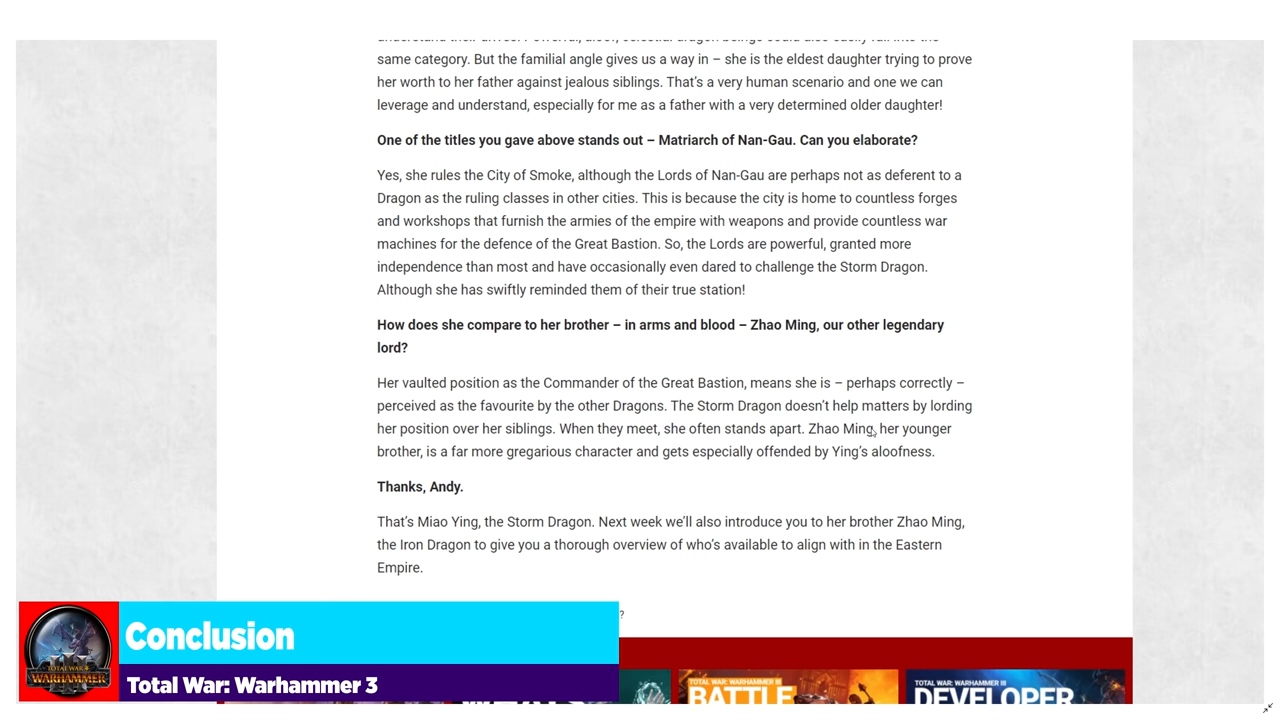 same category. But the familial angle gives us a way in – she is the eldest daughter trying to prove
her worth to her father against jealous siblings. That's a very human scenario and one we can
leverage and understand, especially for me as a father with a very determined older daughter!
One of the titles you gave above stands out – Matriarch of Nan-Gau. Can you elaborate?
Yes, she rules the City of Smoke, although the Lords of Nan-Gau are perhaps not as deferent to a
Dragon as the ruling classes in other cities. This is because the city is home to countless forges
and workshops that furnish the armies of the empire with weapons and provide countless war
machines for the defence of the Great Bastion. So, the Lords are powerful, granted more
independence than most and have occasionally even dared to challenge the Storm Dragon.
Although she has swiftly reminded them of their true station!
How does she compare to her brother – in arms and blood – Zhao Ming, our other legendary
lord?
Her vaulted position as the Commander of the Great Bastion, means she is – perhaps correctly –
perceived as the favourite by the other Dragons. The Storm Dragon doesn't help matters by lording
her position over her siblings. When they meet, she often stands apart. Zhao Ming, her younger
brother, is a far more gregarious character and gets especially offended by Ying's aloofness.
Thanks, Andy.
That's Miao Ying, the Storm Dragon. Next week we'll also introduce you to her brother Zhao Ming,
the Iron Dragon to give you a thorough overview of who's available to align with in the Eastern
Empire.
?
Conclusion
Total War: Warhammer 3
TOTAL WAR
WARHAMMER
TOTAL WAR: WARHAMMER III
BATTLE
TOTAL WAR: WARHAMMER III
DEVELOPER